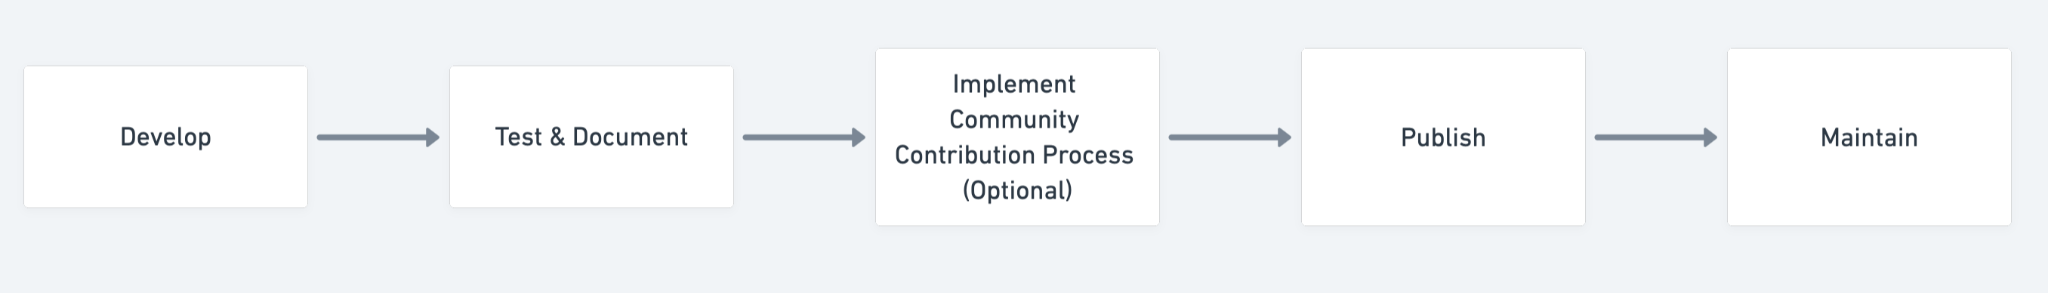 Develop
Test & Document
Implement
Community
Contribution Process
(Optional)
Publish
Maintain